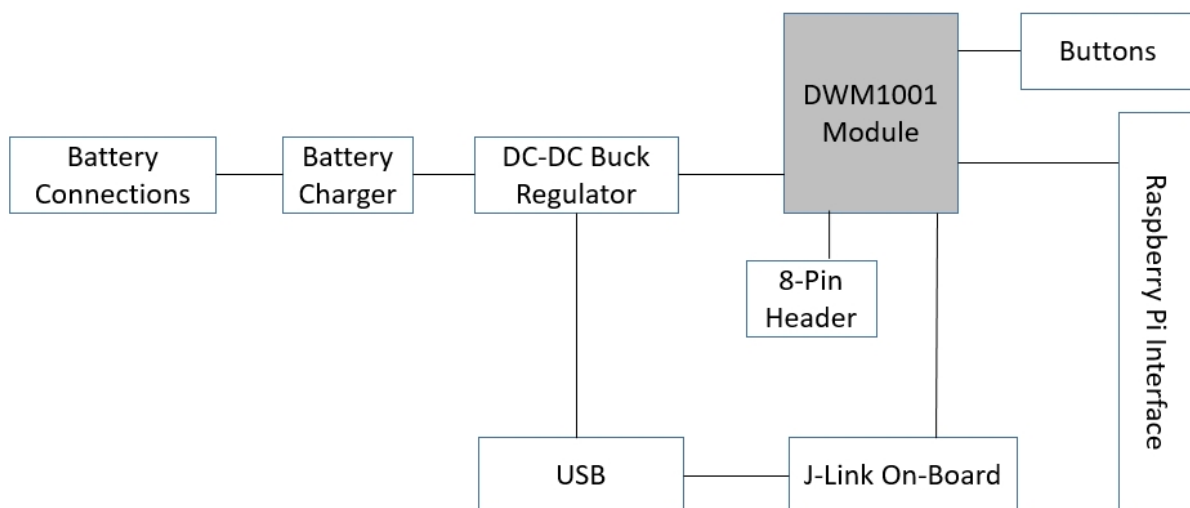 DWM1001
Module
Buttons
Battery
Connections
Battery
Charger
DC-DC Buck
Regulator
8-Pin
Header
Raspberry Pi Interface
USB
J-Link On-Board